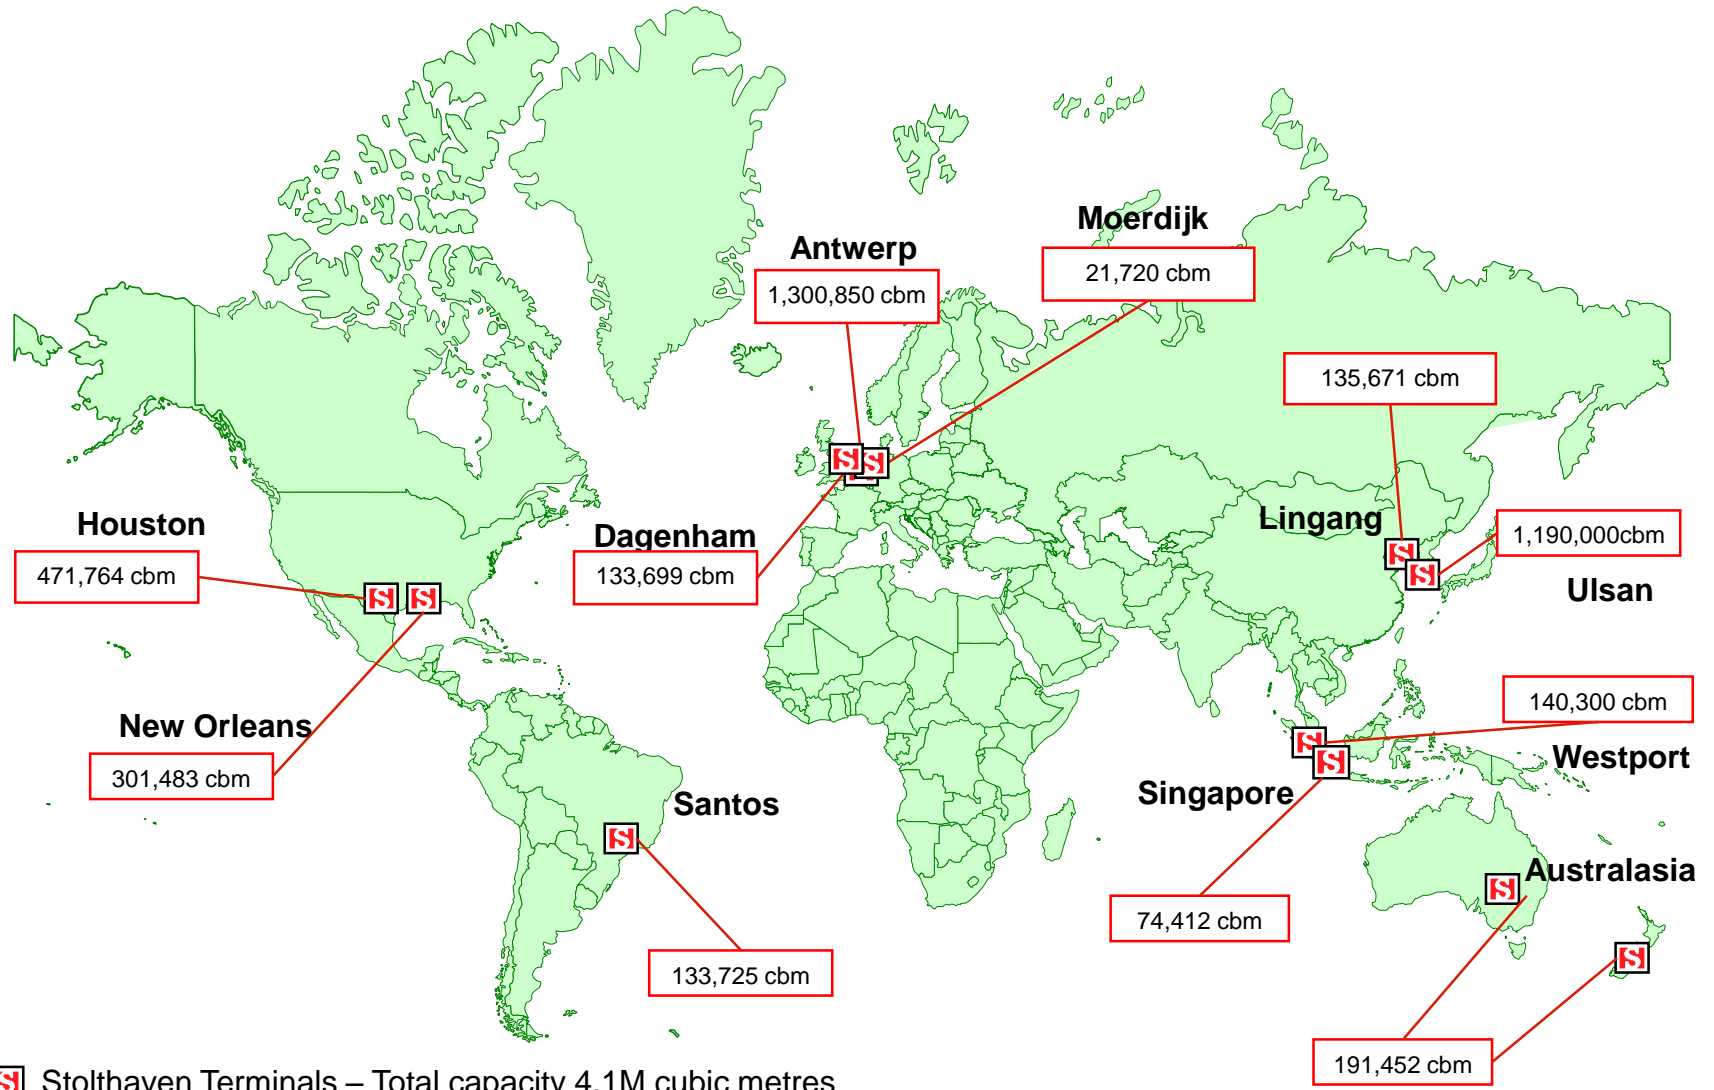 Moerdijk
21,720 cbm
Antwerp
1,300,850 cbm
135,671 cbm
Lingang
1,190,000cbm
Ulsan
Houston
471,764 cbm
Dagenham
133,699 cbm
New Orleans
301,483 cbm
140,300 cbm
Westport
Singapore
74,412 cbm
Santos
133,725 cbm
Australasia
191,452 cbm
Stolthaven Terminals – Total capacity 4.1M cubic metres